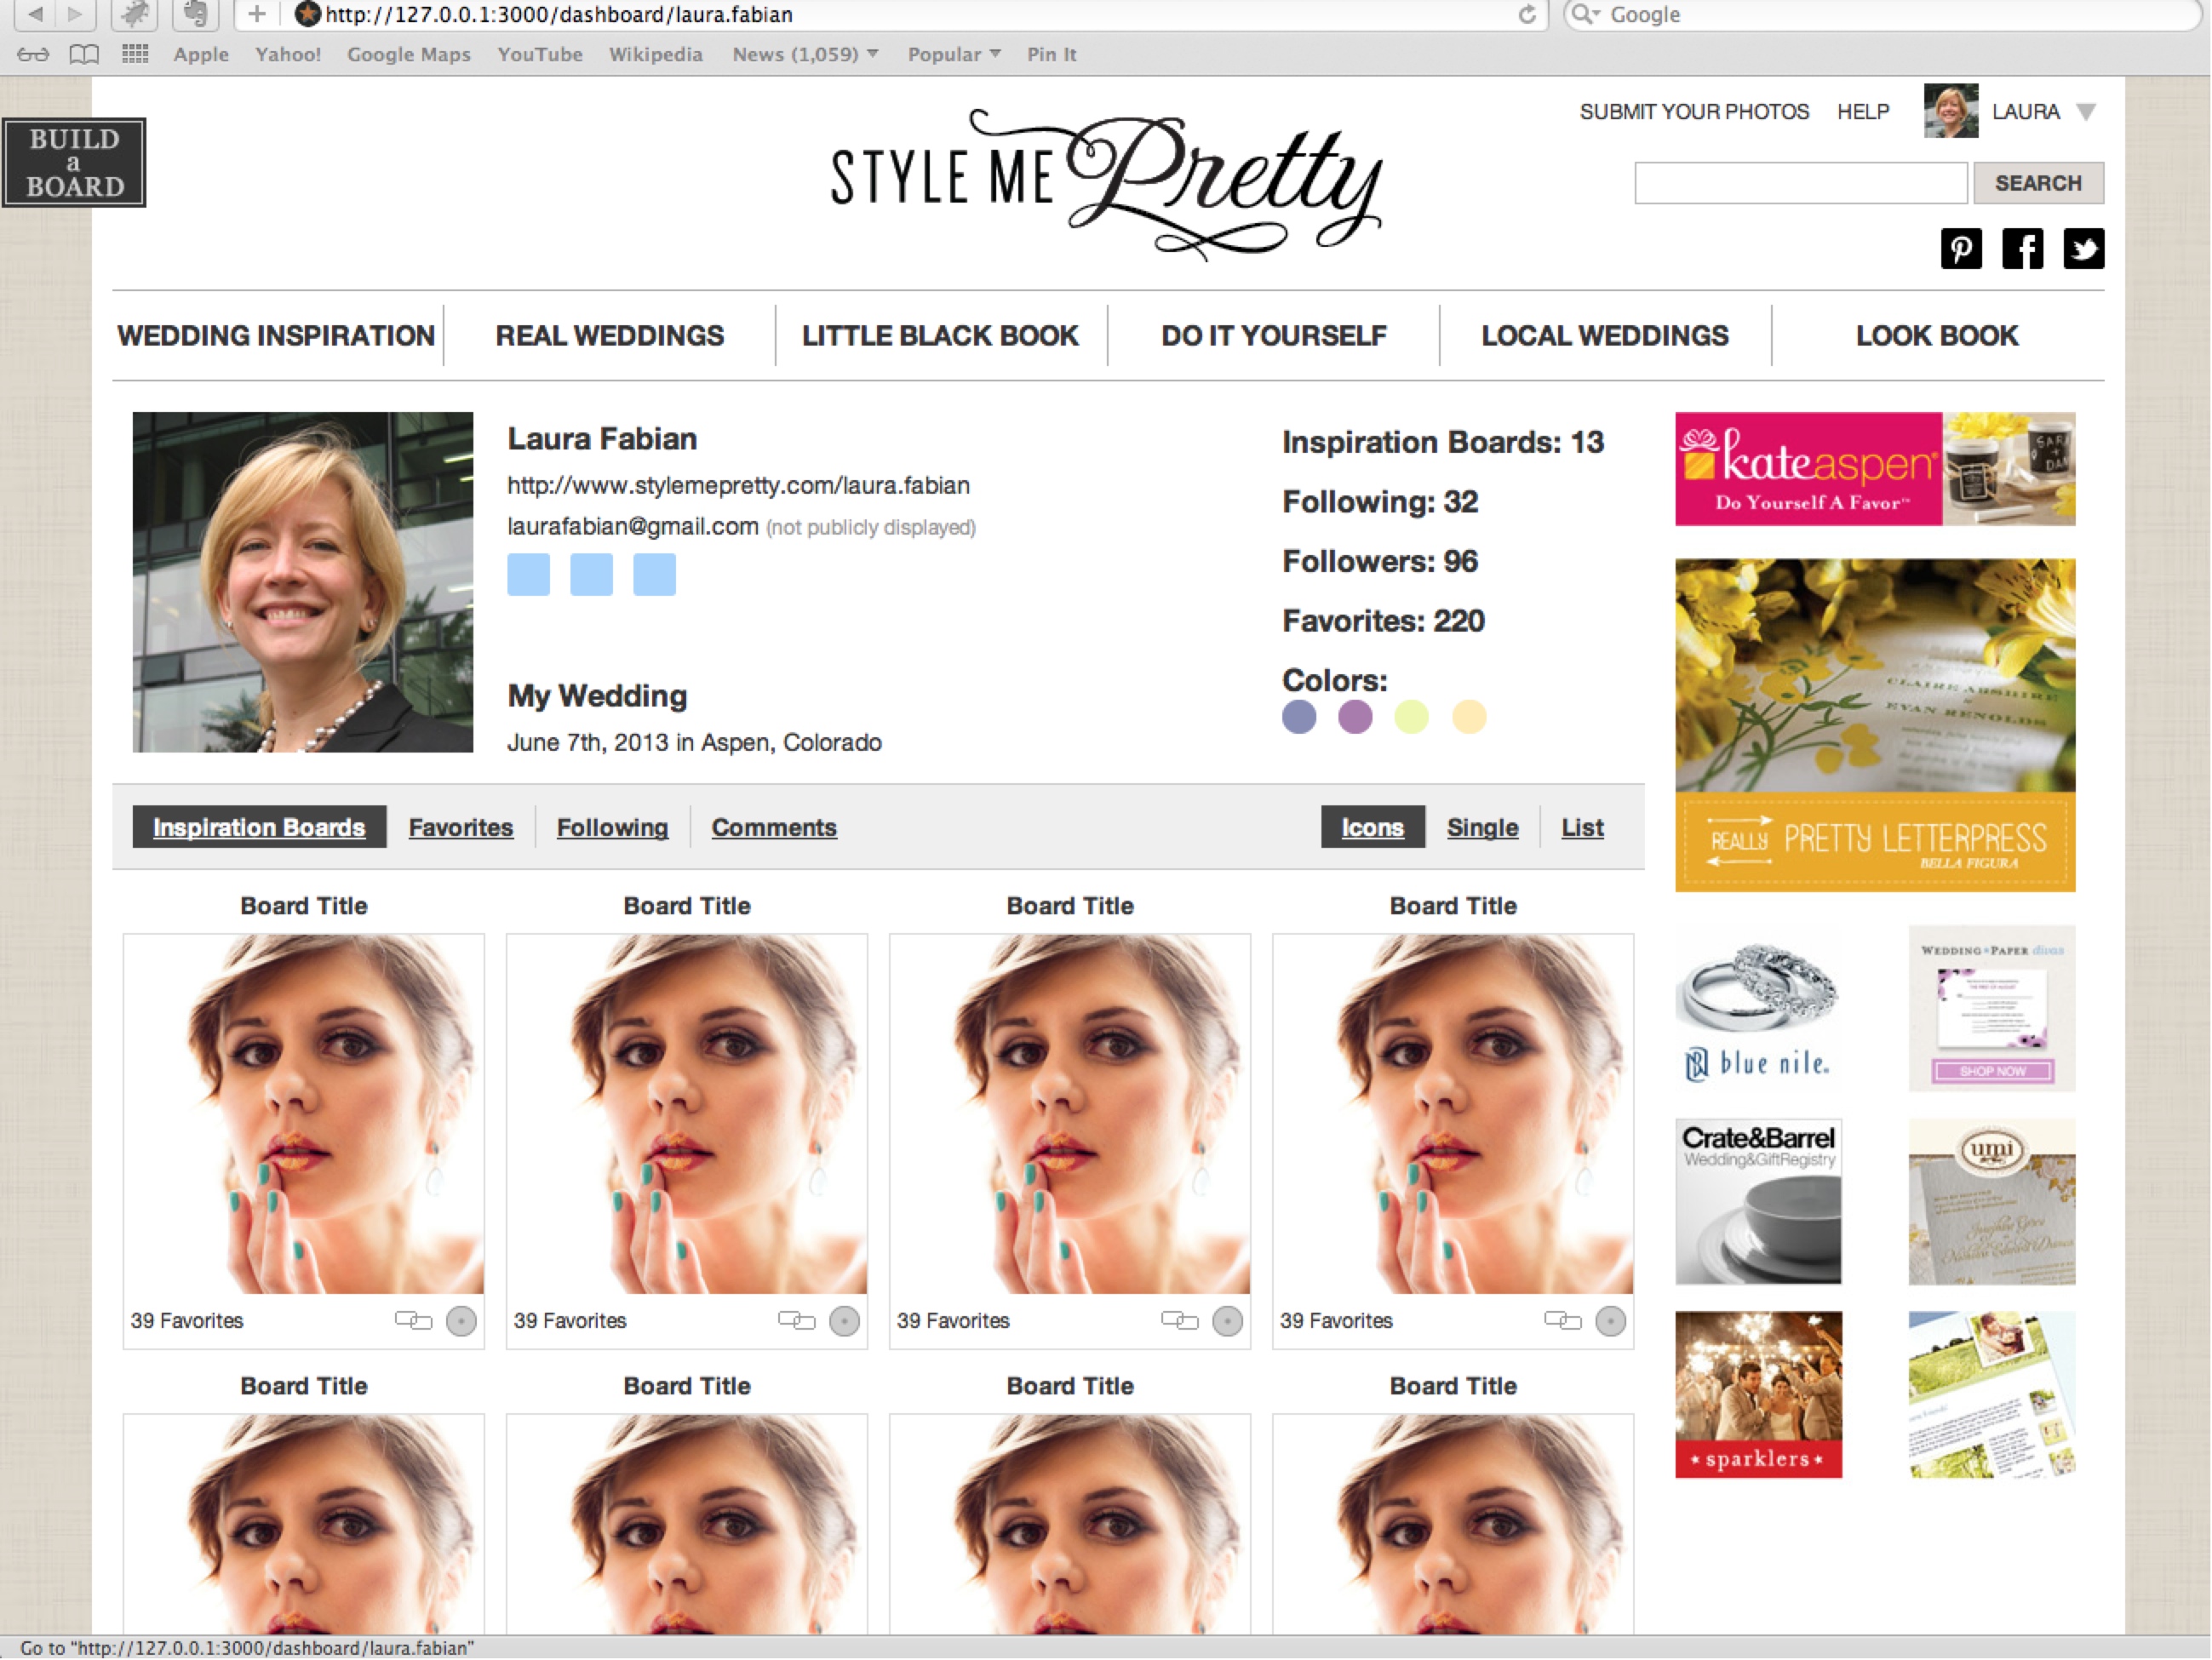 http://127.0.0.1:3000/dashboard/laura.fabian
Google
Apple Yahoo! Google Maps YouTube Wikipedia News (1,059) Popular Pin It
BUILD
a
BOARD
STYLE ME Pretty
SUBMIT YOUR PHOTOS HELP LAURA
SEARCH
WEDDING INSPIRATION REAL WEDDINGS LITTLE BLACK BOOK DO IT YOURSELF LOCAL WEDDINGS LOOK BOOK
Laura Fabian
http://www.stylemepretty.com/laura.fabian
laurafabian@gmail.com (not publicly displayed)
My Wedding
June 7th, 2013 in Aspen, Colorado
Inspiration Boards: 13
Following: 32
Followers: 96
Favorites: 220
Colors:
Inspiration Boards Favorites Following Comments
Icons Single List
Board Title Board Title Board Title Board Title
39 Favorites 39 Favorites 39 Favorites 39 Favorites
Board Title Board Title Board Title Board Title
kateaspen®
Do Yourself A Favor™
SARA
+
DAN
CLAIRE ABSHIRE
EVAN RENOLDS
REALLY PRETTY LETTERPRESS
BELLA FIGURA
blue nile.
WEDDING PAPER divas
SHOP NOW
Crate&Barrel
Wedding&GiftRegistry
umi
sparklers
Go to "http://127.0.0.1:3000/dashboard/laura.fabian"